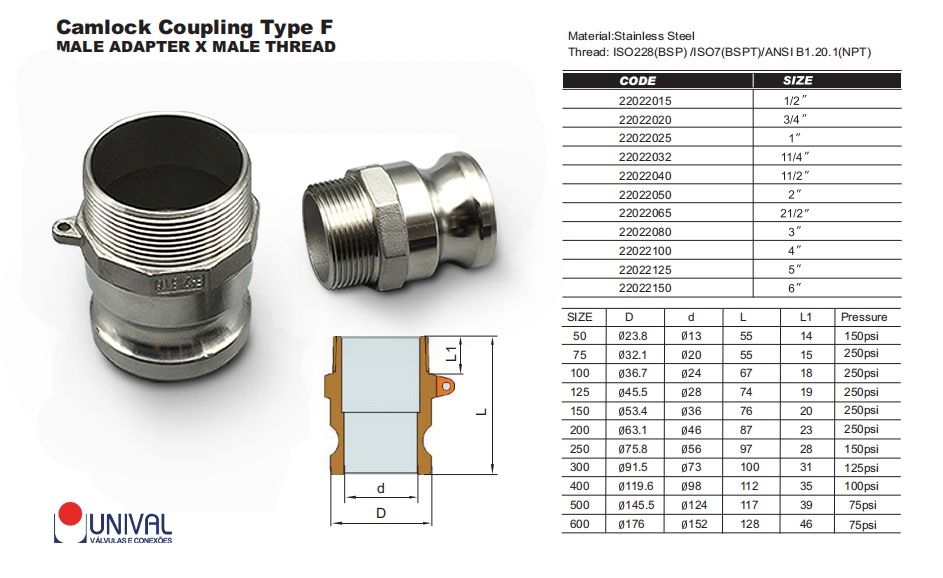 Camlock Coupling Type F
MALE ADAPTER X MALE THREAD
Material:Stainless Steel
Thread: ISO228(BSP) /ISO7(BSPT)/ANSI B1.20.1(NPT)
CODE SIZE
22022015 1/2″
22022020 3/4″
22022025 1″
22022032 11/4″
22022040 11/2″
22022050 2″
22022065 21/2″
22022080 3″
22022100 4″
22022125 5″
22022150 6″
SIZE D d L L1 Pressure
50 Ø23.8 Ø13 55 14 150psi
75 Ø32.1 Ø20 55 15 250psi
100 Ø36.7 Ø24 67 18 250psi
125 Ø45.5 Ø28 74 19 250psi
150 Ø53.4 Ø36 76 20 250psi
200 Ø63.1 Ø46 87 23 250psi
250 Ø75.8 Ø56 97 28 150psi
300 Ø91.5 Ø73 100 31 125psi
400 Ø119.6 Ø98 112 35 100psi
500 Ø145.5 Ø124 117 39 75psi
600 Ø176 Ø152 128 46 75psi
L1
L
d
D
UNIVAL
VÁLVULAS E CONEXÕES